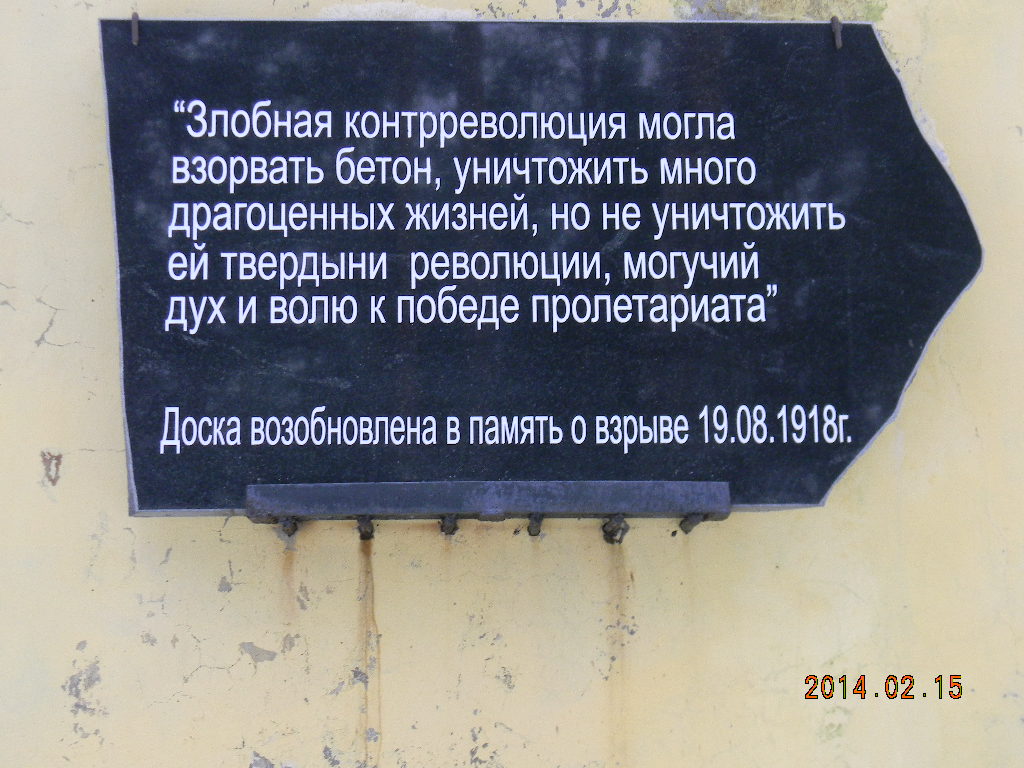 “Злобная контрреволюция могла
взорвать бетон, уничтожить много
драгоценных жизней, но не уничтожить
ей твердыни революции, могучий
дух и волю к победе пролетариата”
Доска возобновлена в память о взрыве 19.08.1918г.
2014.02.15